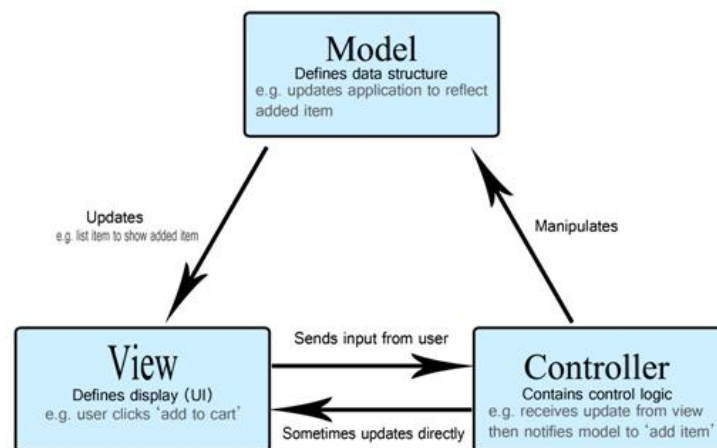 Model
Defines data structure
e.g. updates application to reflect
added item
Updates
e.g. list item to show added item
Manipulates
View
Defines display (UI)
e.g. user clicks ‘add to cart’
Sends input from user
Sometimes updates directly
Controller
Contains control logic
e.g. receives update from view
then notifies model to ‘add item’